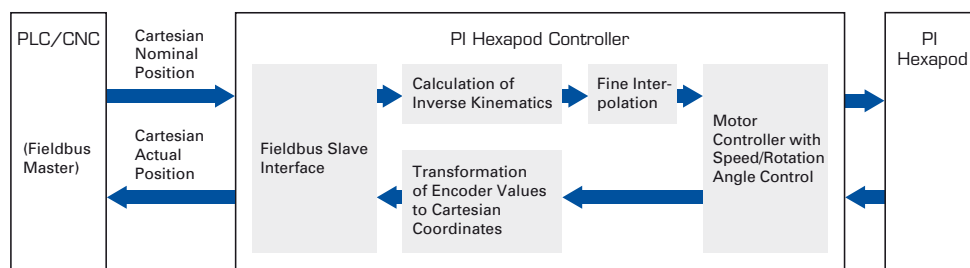 PLC/CNC
(Fieldbus
Master)
Cartesian
Nominal
Position
Cartesian
Actual
Position
PI Hexapod Controller
Fieldbus Slave
Interface
Calculation of
Inverse Kinematics
Fine Inter-
polation
Transformation
of Encoder Values
to Cartesian
Coordinates
Motor
Controller with
Speed/Rotation
Angle Control
PI
Hexapod